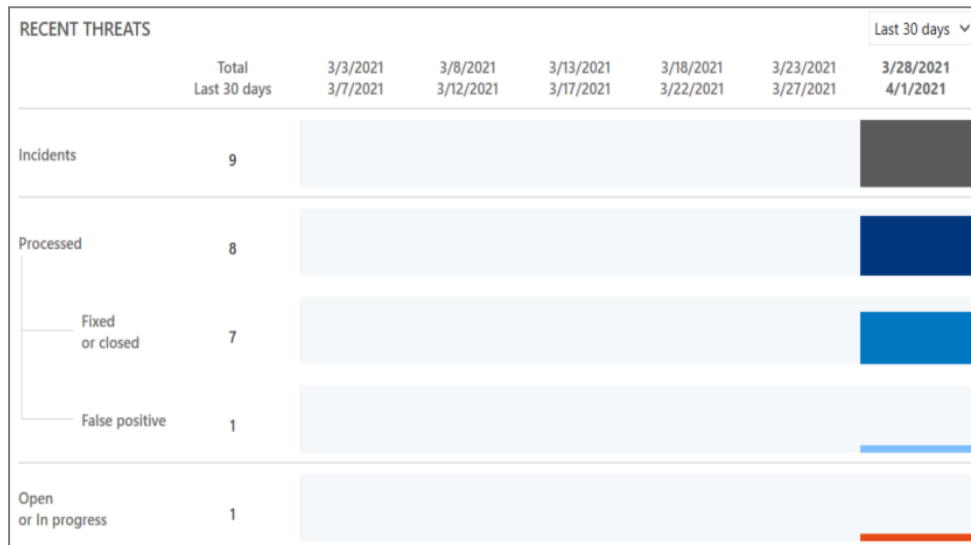 RECENT THREATS
Last 30 days
Total
Last 30 days
3/3/2021
3/7/2021
3/8/2021
3/12/2021
3/13/2021
3/17/2021
3/18/2021
3/22/2021
3/23/2021
3/27/2021
3/28/2021
4/1/2021
Incidents
9
Processed
8
Fixed
or closed
7
False positive
1
Open
or In progress
1